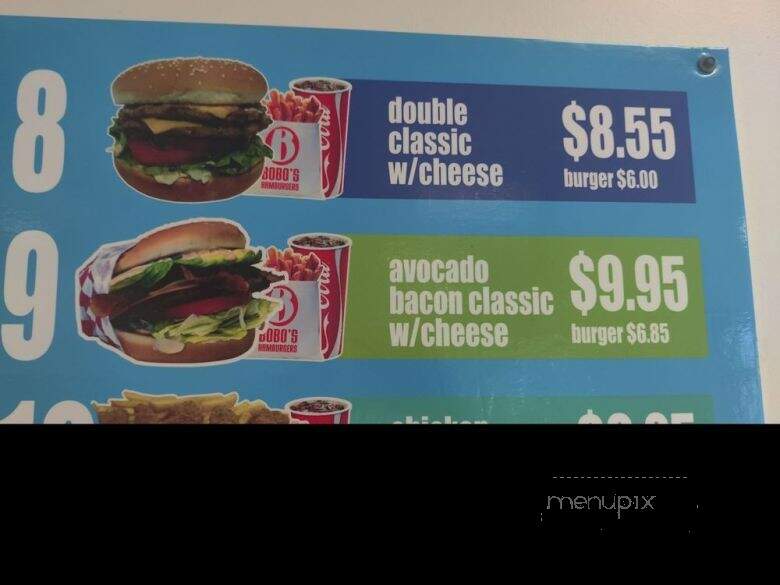 8
double
classic
w/cheese
$8.55
burger $6.00
B
BOBO'S
HAMBURGERS
9
avocado
bacon classic
w/cheese
$9.95
burger $6.85
B
BOBO'S
HAMBURGERS
menupix